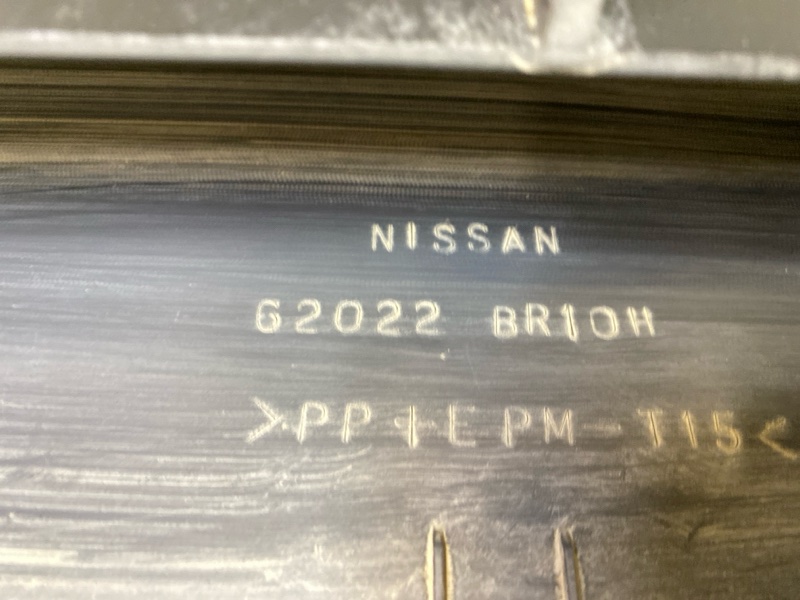 NISSAN
62022 BR10H
>PP+EPM-T15<